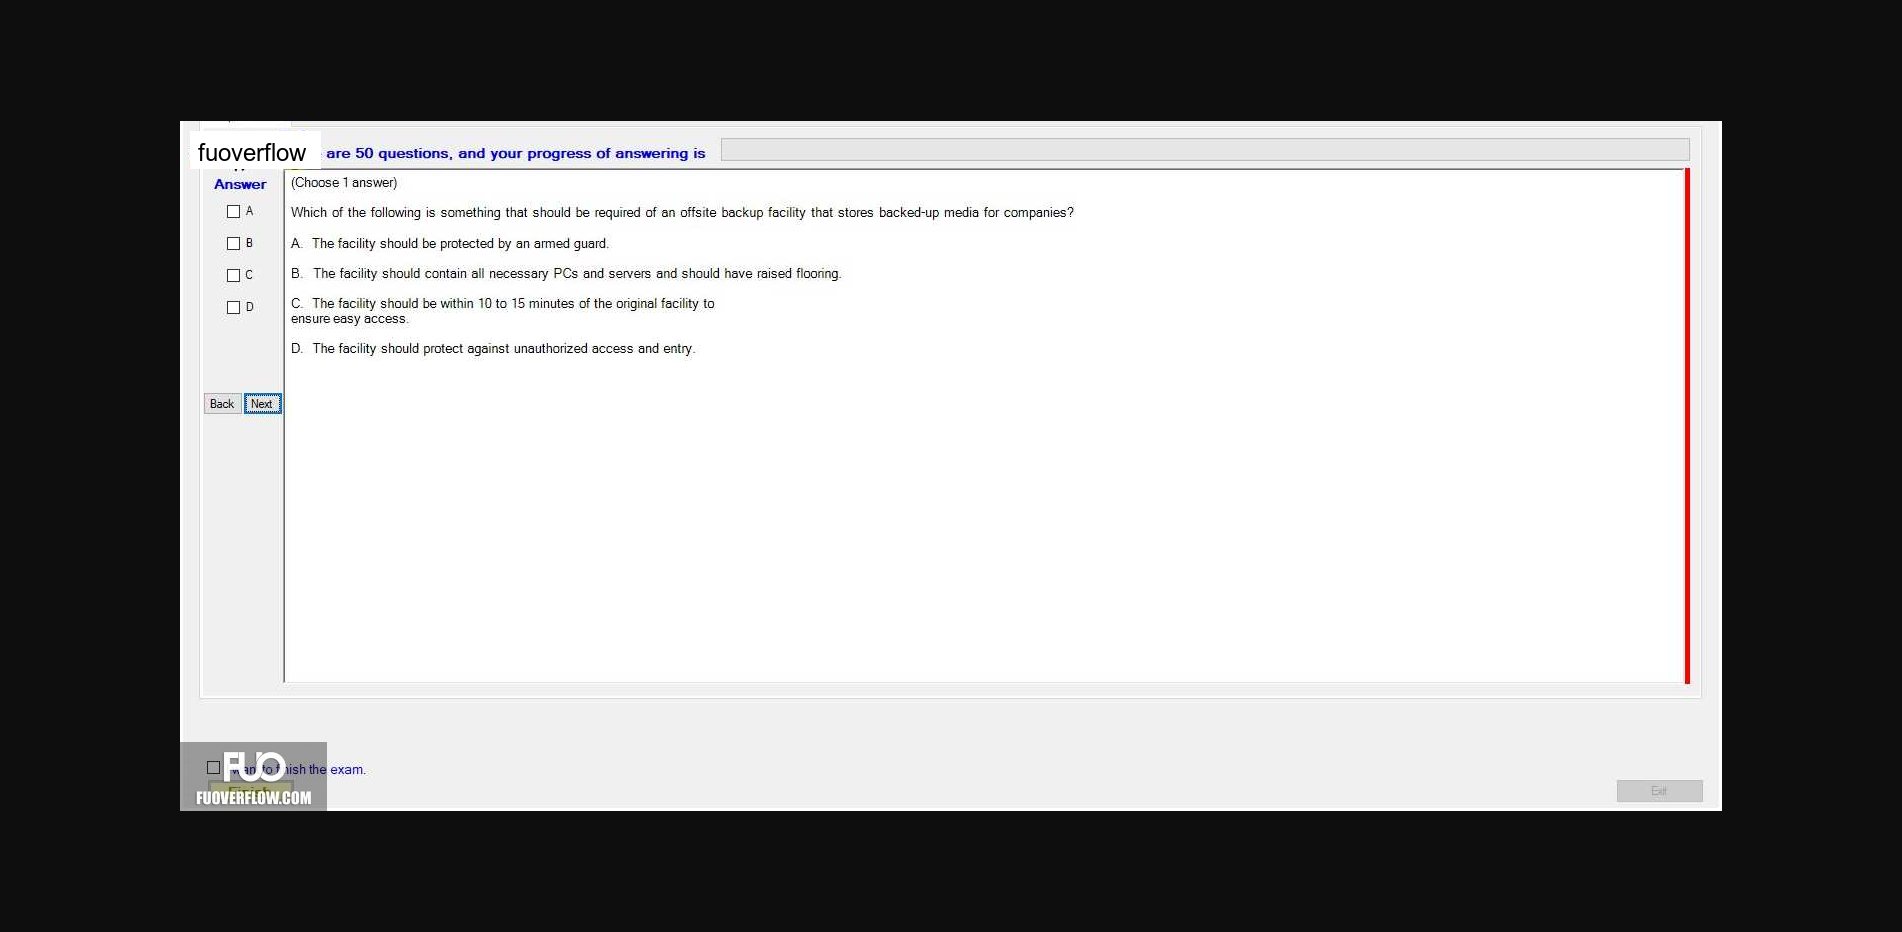 fuoverflow are 50 questions, and your progress of answering is
Answer
(Choose 1 answer)
A
Which of the following is something that should be required of an offsite backup facility that stores backed-up media for companies?
B
A. The facility should be protected by an armed guard.
C
B. The facility should contain all necessary PCs and servers and should have raised flooring.
D
C. The facility should be within 10 to 15 minutes of the original facility to
ensure easy access.
D. The facility should protect against unauthorized access and entry.
Back Next
FUO
to finish the exam.
Finish
FUOVERFLOW.COM
Exit